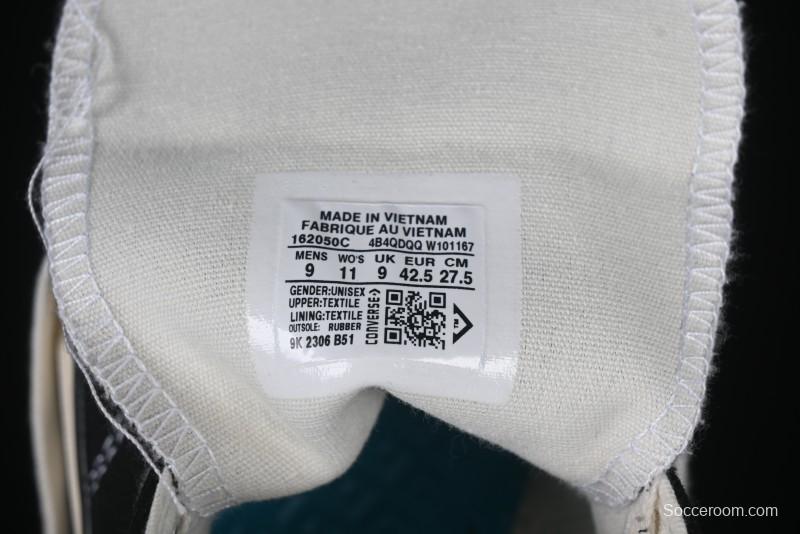 MADE IN VIETNAM
FABRIQUE AU VIETNAM
162050C 4B4QDQQ W101167
MENS WO'S UK EUR CM
9 11 9 42.5 27.5
GENDER:UNISEX
UPPER:TEXTILE
LINING:TEXTILE
OUTSOLE: RUBBER
9K 2306 B51
CONVERSE
TM
Socceroom.com